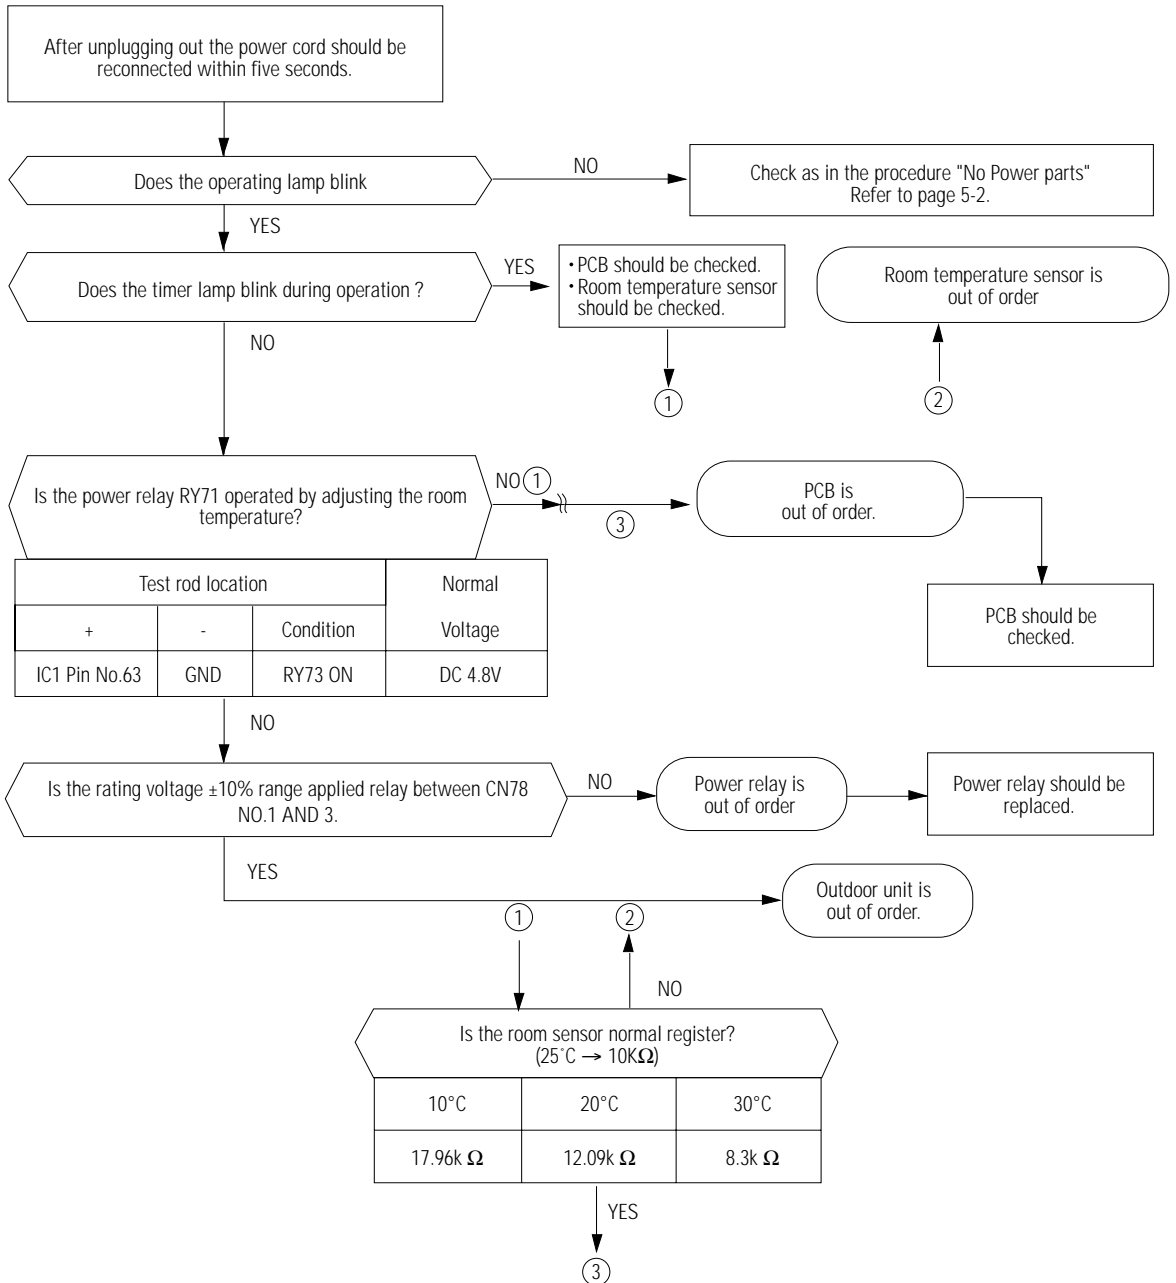 After unplugging out the power cord should be
reconnected within five seconds.
Does the operating lamp blink
NO
Check as in the procedure "No Power parts"
Refer to page 5-2.
YES
Does the timer lamp blink during operation ?
YES
• PCB should be checked.
• Room temperature sensor
should be checked.
Room temperature sensor is
out of order
NO
1
2
Is the power relay RY71 operated by adjusting the room
temperature?
NO 1
3
PCB is
out of order.
PCB should be
checked.
Test rod location
Normal
Voltage
+
-
Condition
IC1 Pin No.63
GND
RY73 ON
DC 4.8V
NO
Is the rating voltage ±10% range applied relay between CN78
NO.1 AND 3.
NO
Power relay is
out of order
Power relay should be
replaced.
YES
Outdoor unit is
out of order.
1
2
NO
Is the room sensor normal register?
(25°C → 10KΩ)
10°C
20°C
30°C
17.96k Ω
12.09k Ω
8.3k Ω
YES
3